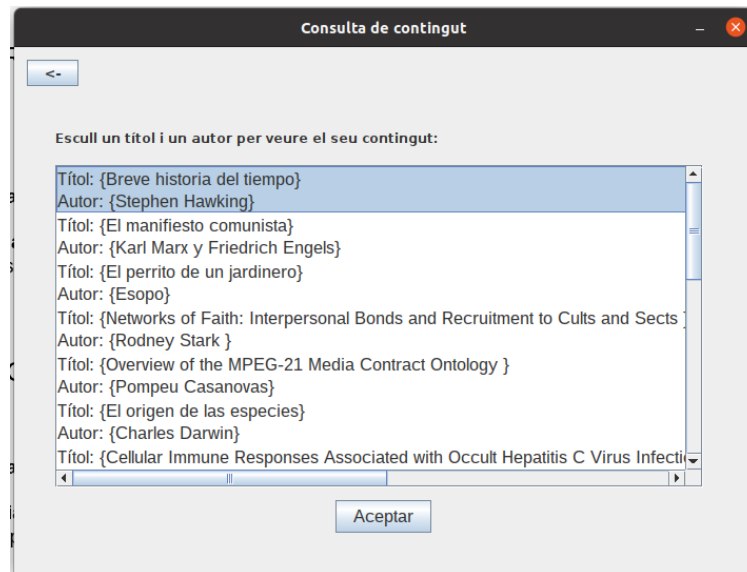 Consulta de contingut
<-
Escull un títol i un autor per veure el seu contingut:
Títol: {Breve historia del tiempo}
Autor: {Stephen Hawking}
Títol: {El manifiesto comunista}
Autor: {Karl Marx y Friedrich Engels}
Títol: {El perrito de un jardinero}
Autor: {Esopo}
Títol: {Networks of Faith: Interpersonal Bonds and Recruitment to Cults and Sects }
Autor: {Rodney Stark }
Títol: {Overview of the MPEG-21 Media Contract Ontology }
Autor: {Pompeu Casanovas}
Títol: {El origen de las especies}
Autor: {Charles Darwin}
Títol: {Cellular Immune Responses Associated with Occult Hepatitis C Virus
Aceptar